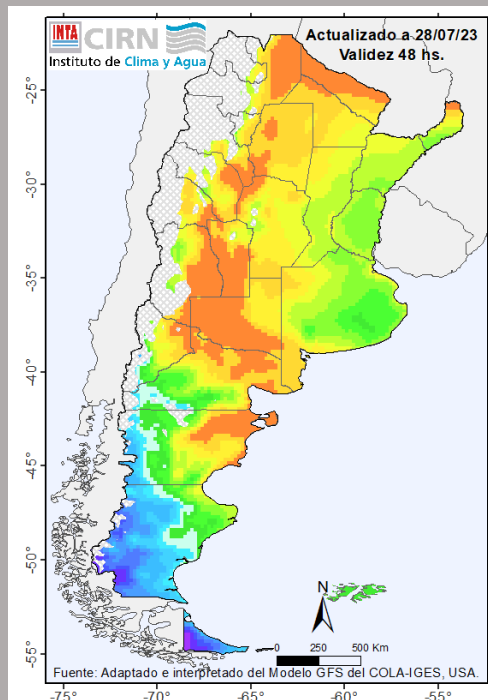 INTA CIRN
Instituto de Clima y Agua
Actualizado a 28/07/23
Validez 48 hs.
-25°
-30°
-35°
-40°
-45°
-50°
-55°
N
0 250 500 Km
Fuente: Adaptado e interpretado del Modelo GFS del COLA-IGES, USA.
-75° -70° -65° -60° -55°